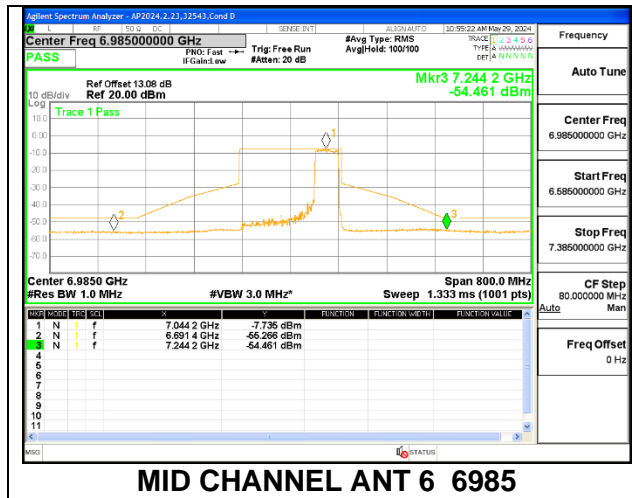 Agilent Spectrum Analyzer - AP2024.2.23,32543,Cond D
L RF 50 Ω DC SENSE:INT ALIGN AUTO 10:55:22 AM May 29, 2024
Center Freq 6.985000000 GHz
#Avg Type: RMS
TRACE 1 2 3 4 5 6
PASS
PNO: Fast
Trig: Free Run
Avg|Hold: 100/100
TYPE A WWWWW
IFGain:Low
#Atten: 20 dB
DET A N N N N N
Ref Offset 13.08 dB
Mkr3 7.244 2 GHz
10 dB/div
Ref 20.00 dBm
-54.461 dBm
Log
Trace 1 Pass
10.0
0.00
-10.0
-20.0
-30.0
-40.0
-50.0
-60.0
-70.0
1
2
3
Center 6.9850 GHz
Span 800.0 MHz
#Res BW 1.0 MHz
#VBW 3.0 MHz*
Sweep 1.333 ms (1001 pts)
MKR MODE TRC SCL X Y FUNCTION FUNCTION WIDTH FUNCTION VALUE
1 N 1 f 7.044 2 GHz -7.735 dBm
2 N 1 f 6.691 4 GHz -55.266 dBm
3 N 1 f 7.244 2 GHz -54.461 dBm
4
5
6
7
8
9
10
11
MSG
STATUS
Frequency
Auto Tune
Center Freq
6.985000000 GHz
Start Freq
6.585000000 GHz
Stop Freq
7.385000000 GHz
CF Step
80.000000 MHz
Auto Man
Freq Offset
0 Hz
MID CHANNEL ANT 6 6985